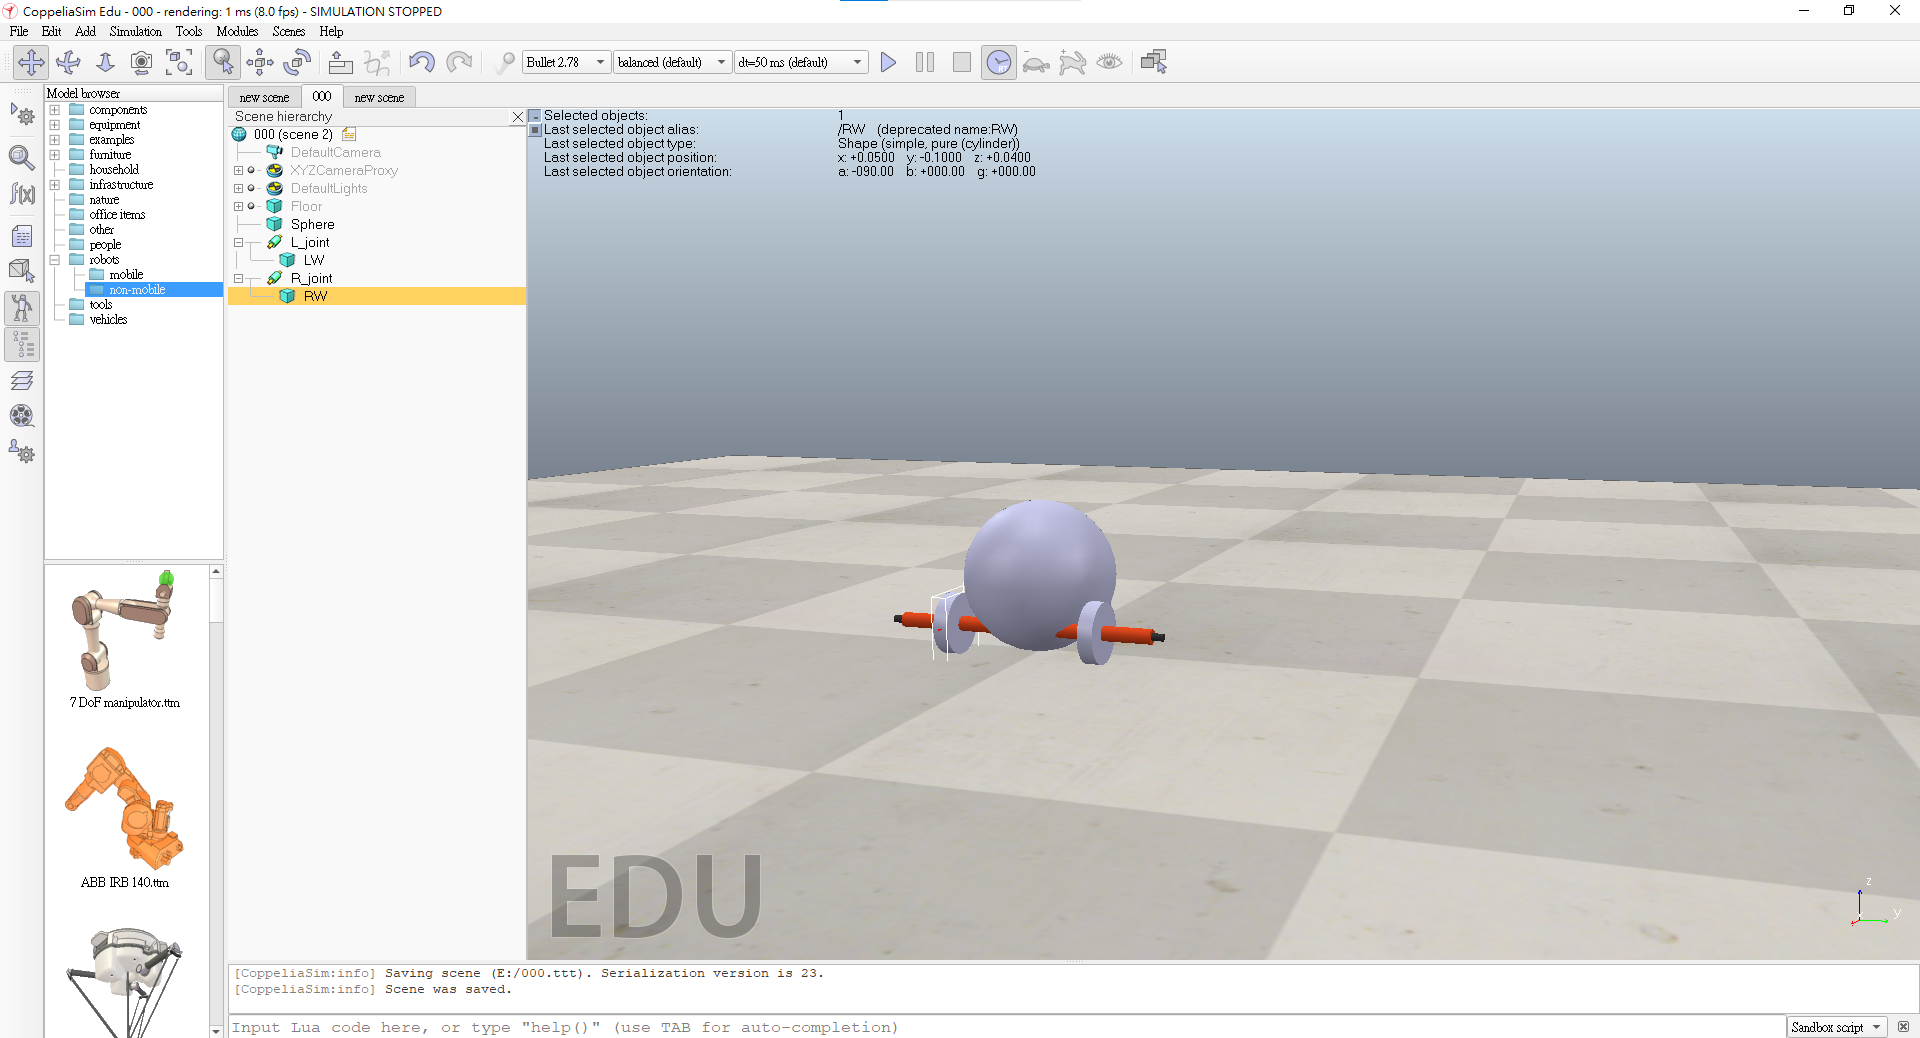 CoppeliaSim Edu - 000 - rendering: 1 ms (8.0 fps) - SIMULATION STOPPED
File Edit Add Simulation Tools Modules Scenes Help
Bullet 2.78 balanced (default) dt=50 ms (default)
RT
Model browser
components
equipment
examples
furniture
household
infrastructure
nature
office items
other
people
robots
mobile
non-mobile
tools
vehicles
7 DoF manipulator.ttm
ABB IRB 140.ttm
new scene 000 new scene
Scene hierarchy
000 (scene 2)
DefaultCamera
XYZCameraProxy
DefaultLights
Floor
Sphere
L_joint
LW
R_joint
RW
Selected objects: 1
Last selected object alias: /RW (deprecated name:RW)
Last selected object type: Shape (simple, pure (cylinder))
Last selected object position: x: +0.0500 y: -0.1000 z: +0.0400
Last selected object orientation: a: -090.00 b: +000.00 g: +000.00
EDU
z
y
[CoppeliaSim:info] Saving scene (E:/000.ttt). Serialization version is 23.
[CoppeliaSim:info] Scene was saved.
Input Lua code here, or type "help()" (use TAB for auto-completion)
Sandbox script